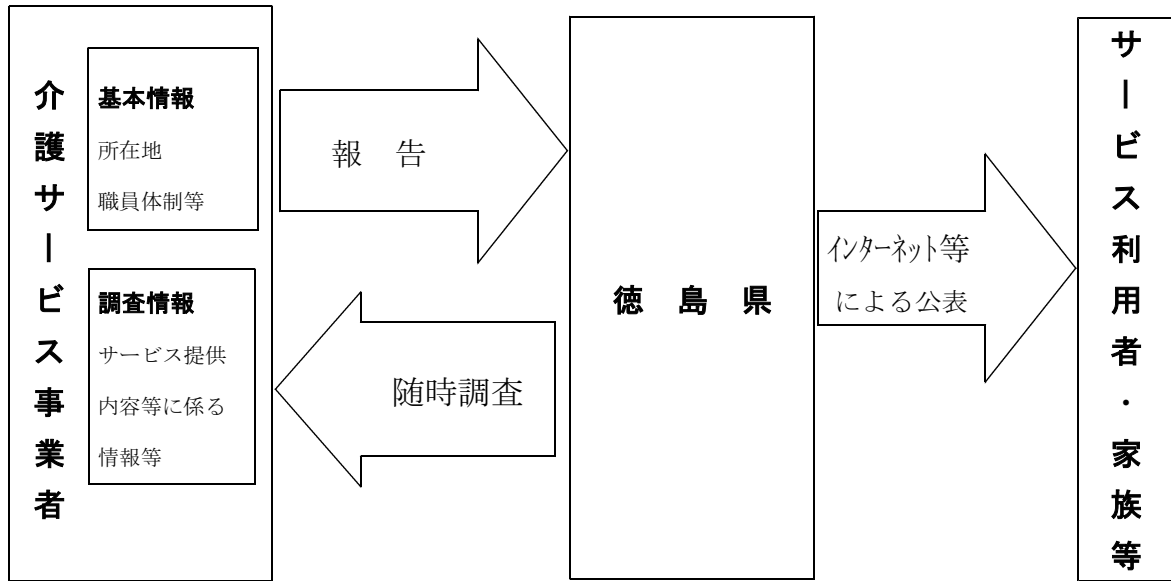 介護サービス事業者
基本情報
所在地
職員体制等
調査情報
サービス提供
内容等に係る
情報等
報　告
随時調査
徳　島　県
インターネット等
による公表
サービス利用者・家族等